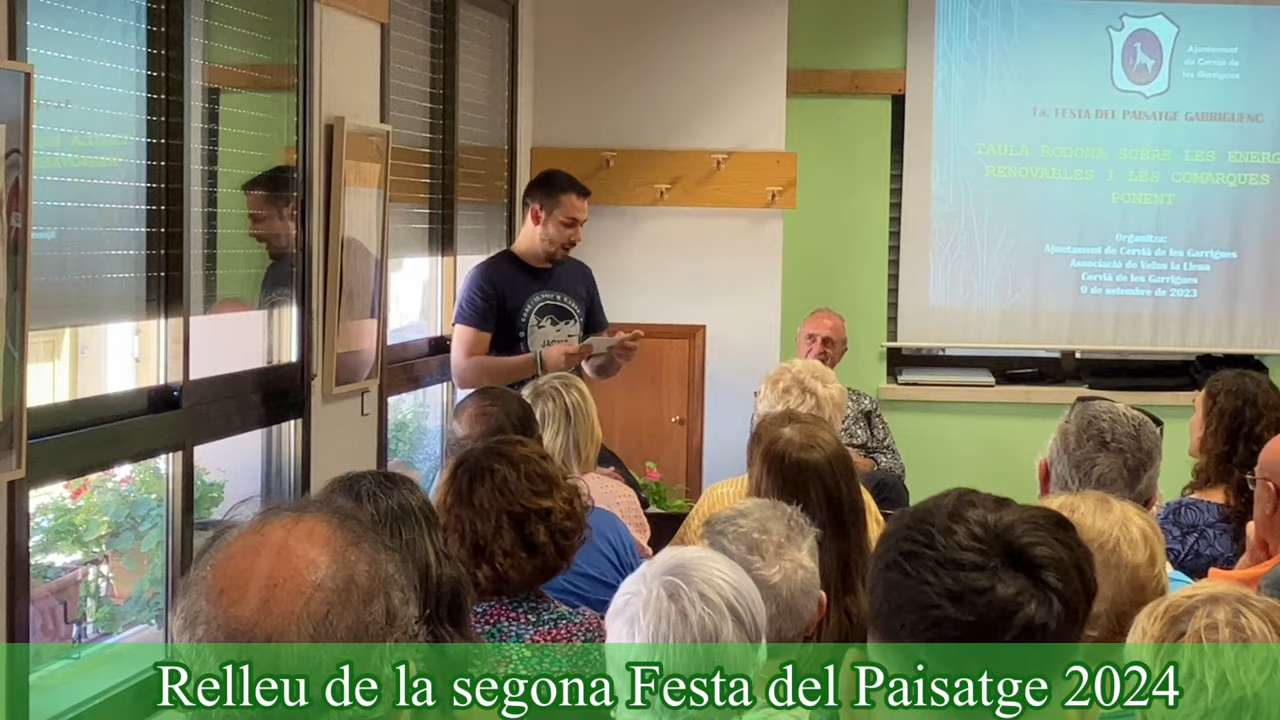 Ajuntament
de Cervià de
les Garrigues
1a. FESTA DEL PAISATGE GARRIGUENC
TAULA RODONA SOBRE LES ENERG
RENOVABLES I LES COMARQUES
PONENT
Organitza:
Ajuntament de Cervià de les Garrigues
Associació de Veïns la Llena
Cervià de les Garrigues
9 de setembre de 2023
Relleu de la segona Festa del Paisatge 2024